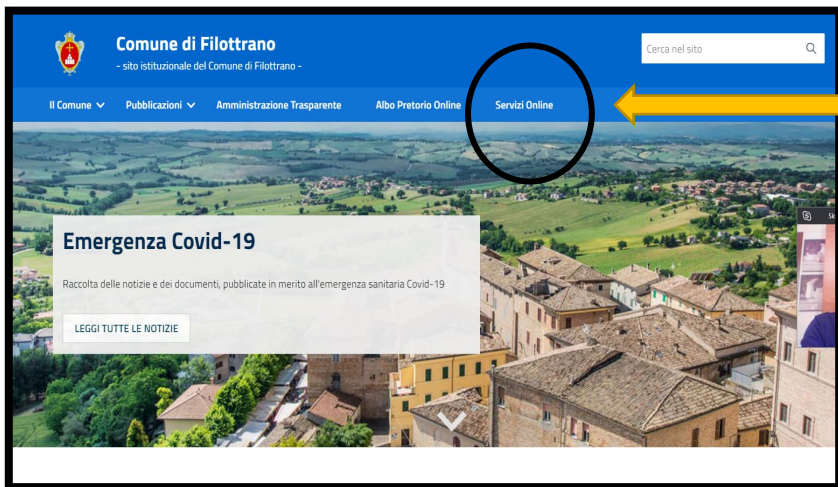 Comune di Filottrano
- sito istituzionale del Comune di Filottrano -
Cerca nel sito
Il Comune
Pubblicazioni
Amministrazione Trasparente
Albo Pretorio Online
Servizi Online
Emergenza Covid-19
Raccolta delle notizie e dei documenti, pubblicate in merito all'emergenza sanitaria Covid-19
LEGGI TUTTE LE NOTIZIE